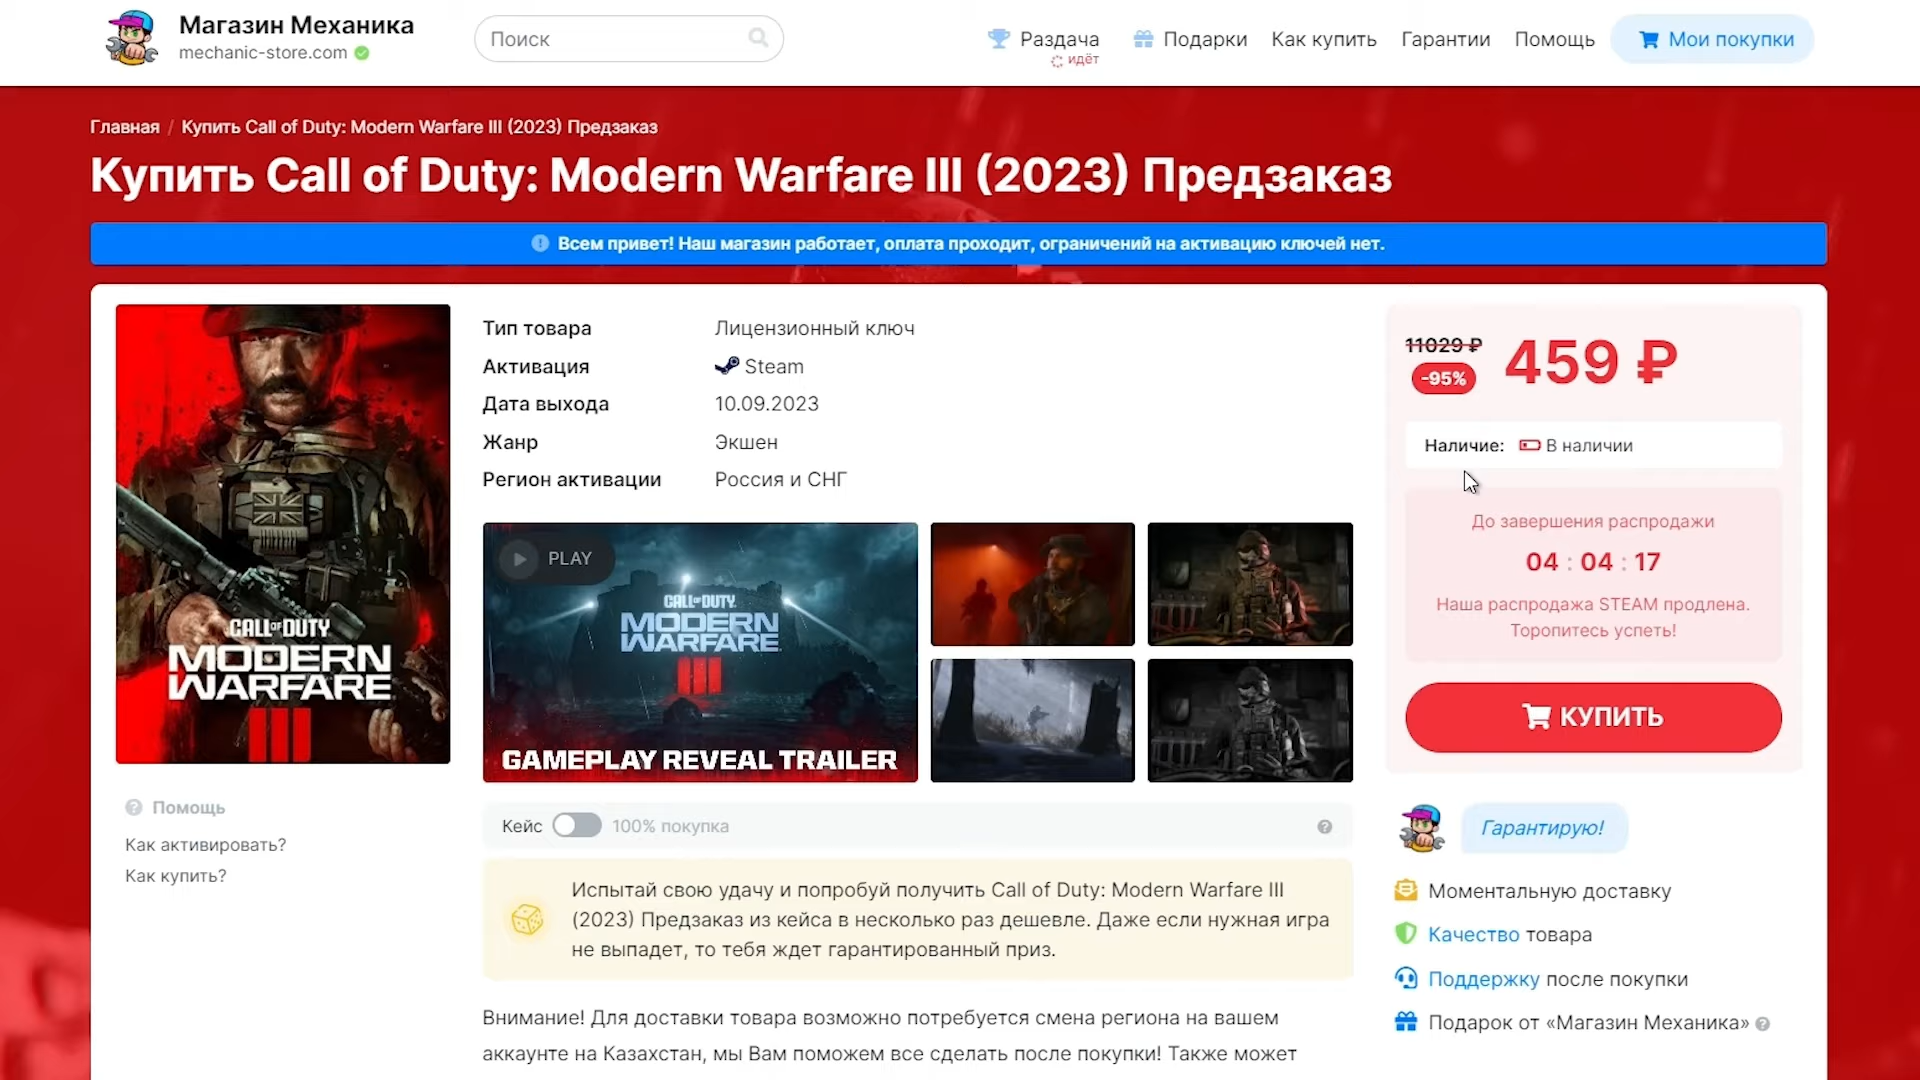 Магазин Механика
mechanic-store.com
Поиск
Раздача
идёт
Подарки
Как купить
Гарантии
Помощь
Мои покупки
Главная / Купить Call of Duty: Modern Warfare III (2023) Предзаказ
Купить Call of Duty: Modern Warfare III (2023) Предзаказ
Всем привет! Наш магазин работает, оплата проходит, ограничений на активацию ключей нет.
CALL OF DUTY
MODERN
WARFARE
III
Помощь
Как активировать?
Как купить?
Тип товара Лицензионный ключ
Активация Steam
Дата выхода 10.09.2023
Жанр Экшен
Регион активации Россия и СНГ
PLAY
CALL OF DUTY
MODERN
WARFARE
III
GAMEPLAY REVEAL TRAILER
Кейс 100% покупка
Испытай свою удачу и попробуй получить Call of Duty: Modern Warfare III
(2023) Предзаказ из кейса в несколько раз дешевле. Даже если нужная игра
не выпадет, то тебя ждет гарантированный приз.
Внимание! Для доставки товара возможно потребуется смена региона на вашем
аккаунте на Казахстан, мы Вам поможем все сделать после покупки! Также может
11029 ₽
-95%
459 ₽
Наличие: В наличии
До завершения распродажи
04 : 04 : 17
Наша распродажа STEAM продлена.
Торопитесь успеть!
КУПИТЬ
Гарантирую!
Моментальную доставку
Качество товара
Поддержку после покупки
Подарок от «Магазин Механика»